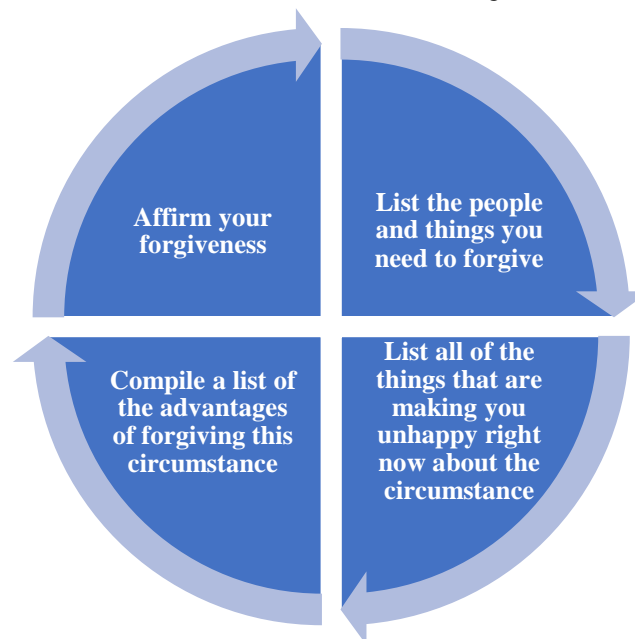 Affirm your
forgiveness
List the people
and things you
need to forgive
List all of the
things that are
making you
unhappy right
now about the
circumstance
Compile a list of
the advantages
of forgiving this
circumstance